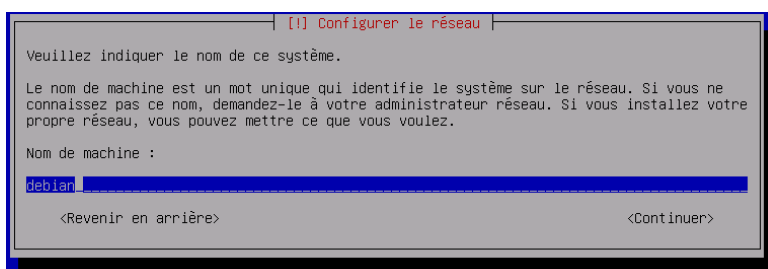 [!] Configurer le réseau
Veuillez indiquer le nom de ce système.
Le nom de machine est un mot unique qui identifie le système sur le réseau. Si vous ne
connaissez pas ce nom, demandez-le à votre administrateur réseau. Si vous installez votre
propre réseau, vous pouvez mettre ce que vous voulez.
Nom de machine :
debian
<Revenir en arrière> <Continuer>